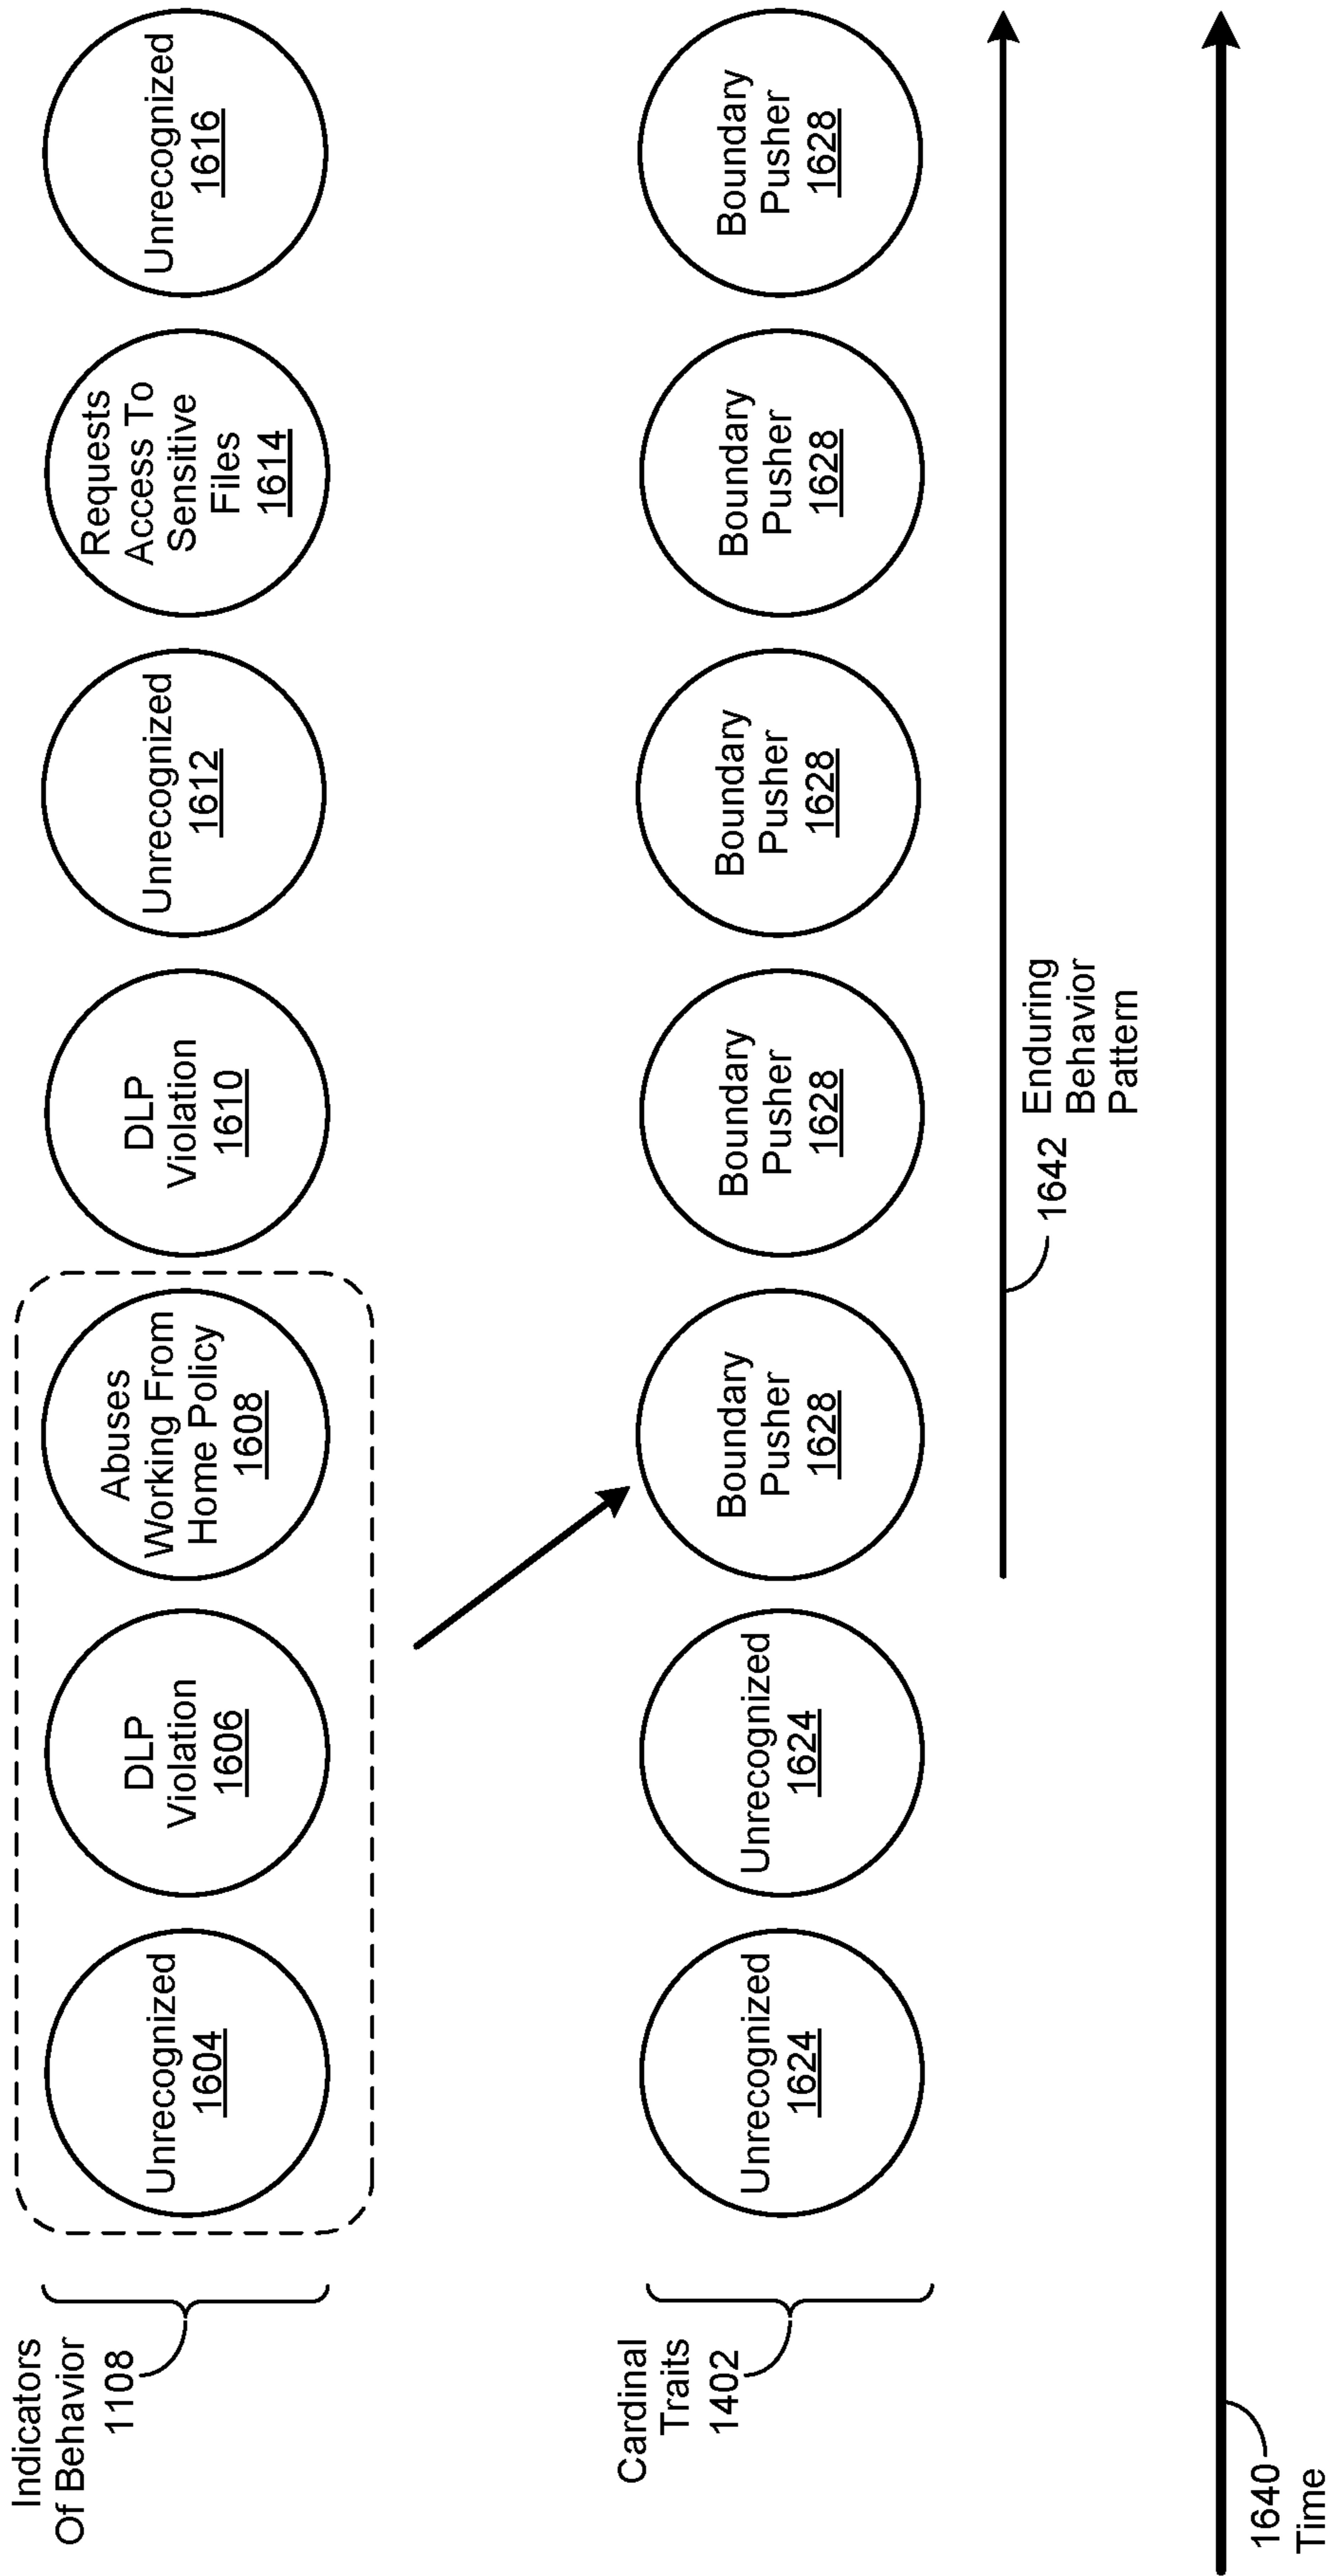 Indicators
Of Behavior
1108
Unrecognized
1604
DLP
Violation
1606
Abuses
Working From
Home Policy
1608
DLP
Violation
1610
Unrecognized
1612
Requests
Access To
Sensitive
Files
1614
Unrecognized
1616
Cardinal
Traits
1402
Unrecognized
1624
Unrecognized
1624
Boundary
Pusher
1628
Boundary
Pusher
1628
Boundary
Pusher
1628
Boundary
Pusher
1628
Boundary
Pusher
1628
1642 Enduring
Behavior
Pattern
1640
Time